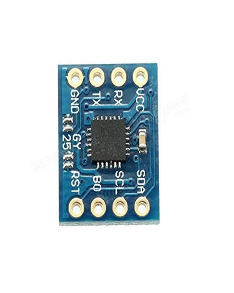 GND TX RX VCC
GY
25
RST B0 SCL SDA